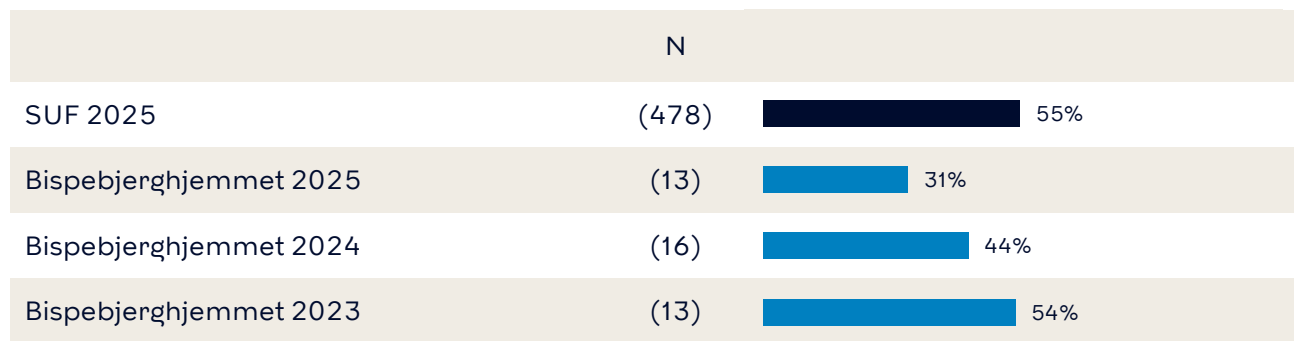 N
SUF 2025 (478) 55%
Bispebjerghjemmet 2025 (13) 31%
Bispebjerghjemmet 2024 (16) 44%
Bispebjerghjemmet 2023 (13) 54%